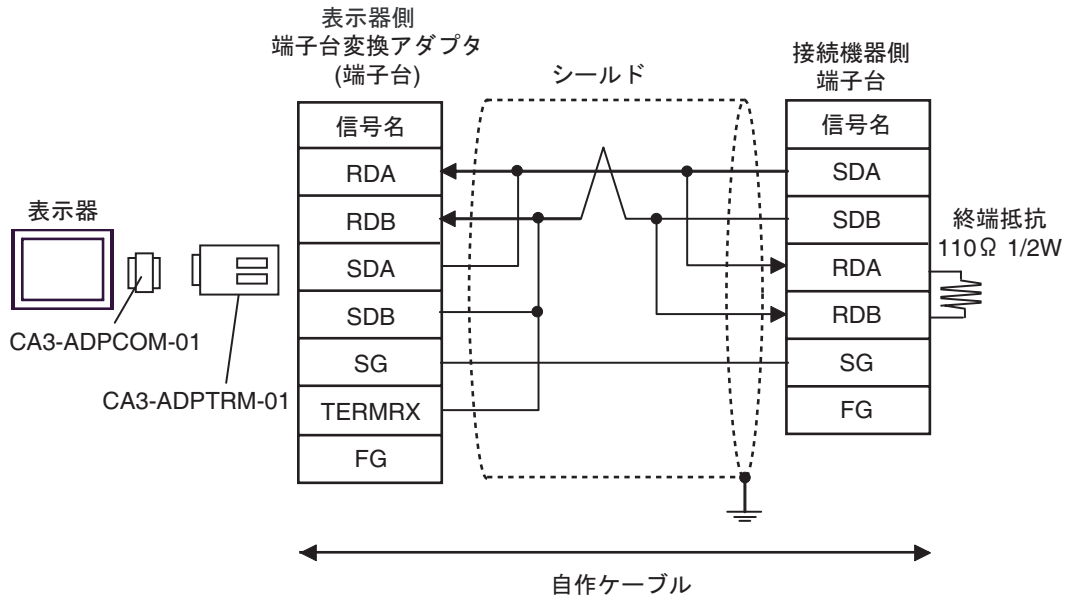 表示器側
端子台変換アダプタ
(端子台)
シールド
接続機器側
端子台
信号名
RDA
RDB
SDA
SDB
SG
TERMRX
FG
信号名
SDA
SDB
RDA
RDB
SG
FG
終端抵抗
110Ω 1/2W
表示器
CA3-ADPCOM-01
CA3-ADPTRM-01
自作ケーブル